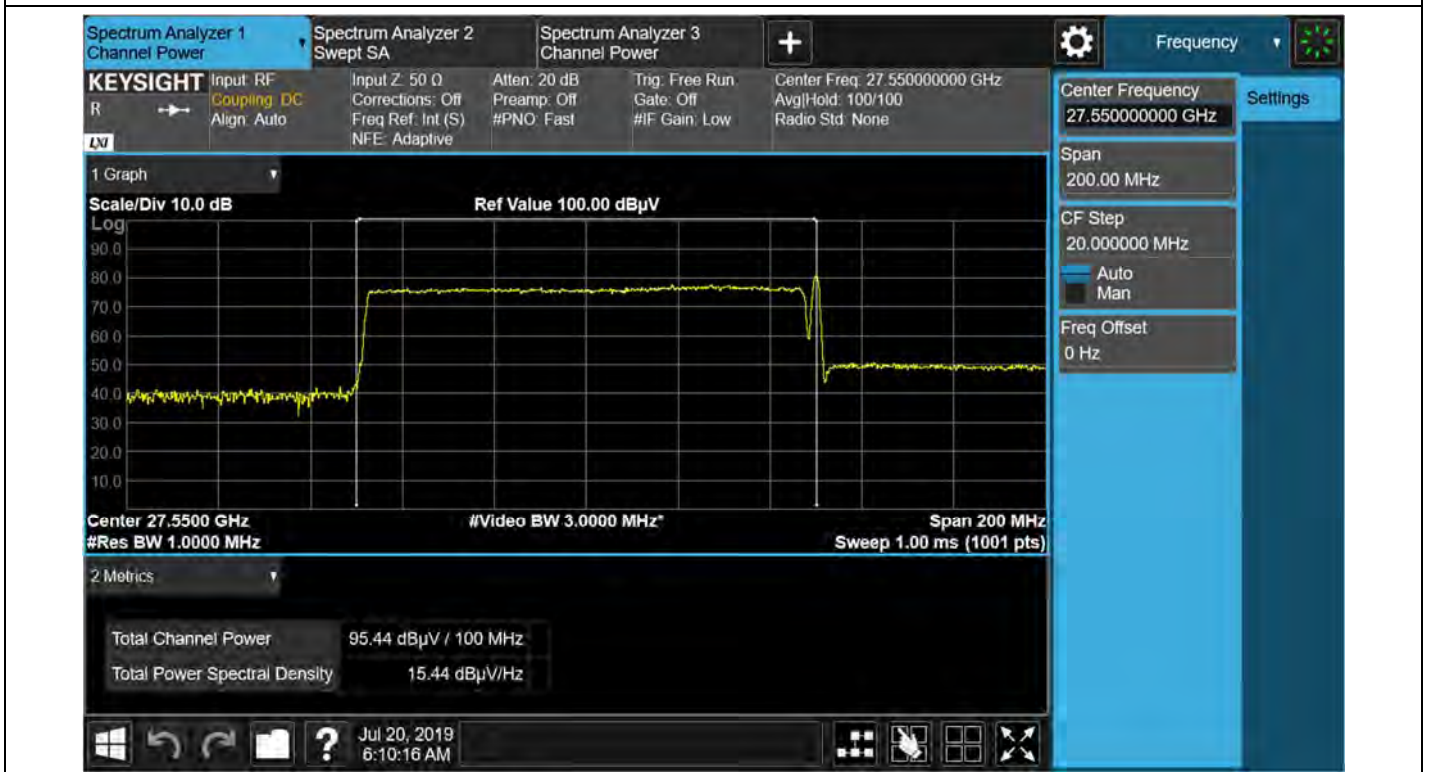 Spectrum Analyzer 1
Channel Power
Spectrum Analyzer 2
Swept SA
Spectrum Analyzer 3
Channel Power
Frequency
KEYSIGHT
R
LXI
Input: RF
Coupling: DC
Align: Auto
Input Z: 50 Ω
Corrections: Off
Freq Ref: Int (S)
NFE: Adaptive
Atten: 20 dB
Preamp: Off
#PNO: Fast
Trig: Free Run
Gate: Off
#IF Gain: Low
Center Freq: 27.550000000 GHz
Avg|Hold: 100/100
Radio Std: None
1 Graph
Scale/Div 10.0 dB
Ref Value 100.00 dBµV
Log
90.0
80.0
70.0
60.0
50.0
40.0
30.0
20.0
10.0
Center 27.5500 GHz
#Video BW 3.0000 MHz*
Span 200 MHz
#Res BW 1.0000 MHz
Sweep 1.00 ms (1001 pts)
2 Metrics
Total Channel Power
95.44 dBµV / 100 MHz
Total Power Spectral Density
15.44 dBµV/Hz
Center Frequency
27.550000000 GHz
Settings
Span
200.00 MHz
CF Step
20.000000 MHz
Auto
Man
Freq Offset
0 Hz
?
Jul 20, 2019
6:10:16 AM